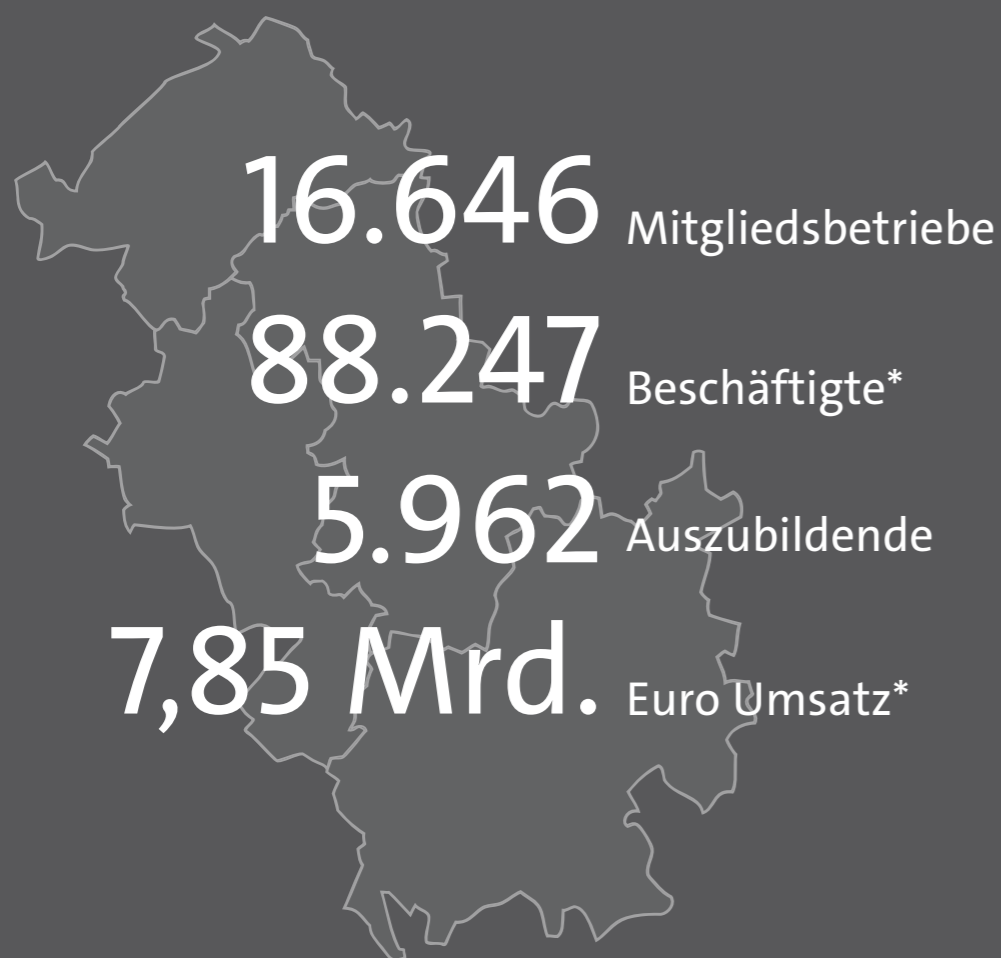 16.646 Mitgliedsbetriebe
88.247 Beschäftigte*
5.962 Auszubildende
7,85 Mrd. Euro Umsatz*